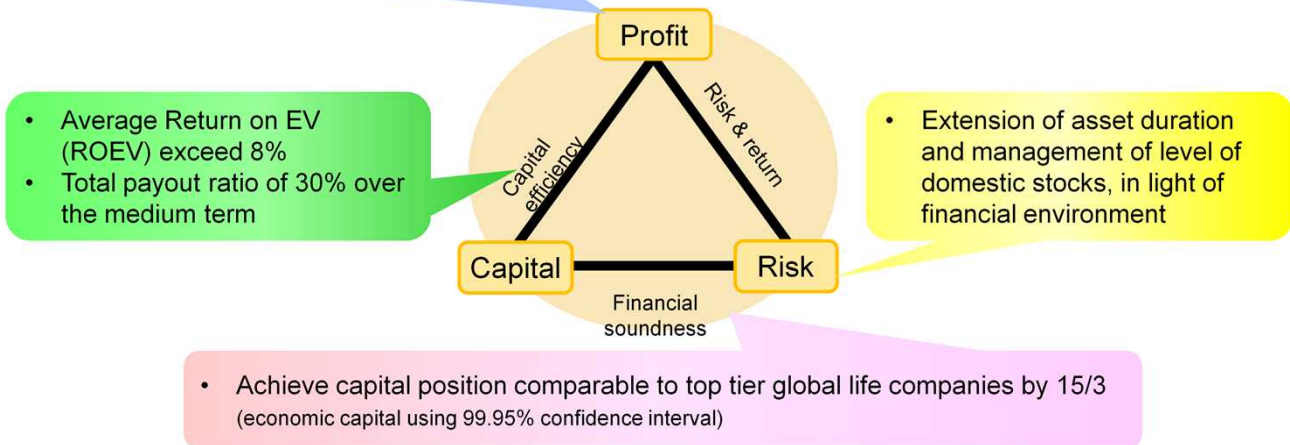 Profit
• Average Return on EV
(ROEV) exceed 8%
• Total payout ratio of 30% over
the medium term
Capital
efficiency
Risk & return
• Extension of asset duration
and management of level of
domestic stocks, in light of
financial environment
Capital
Risk
Financial
soundness
• Achieve capital position comparable to top tier global life companies by 15/3
(economic capital using 99.95% confidence interval)